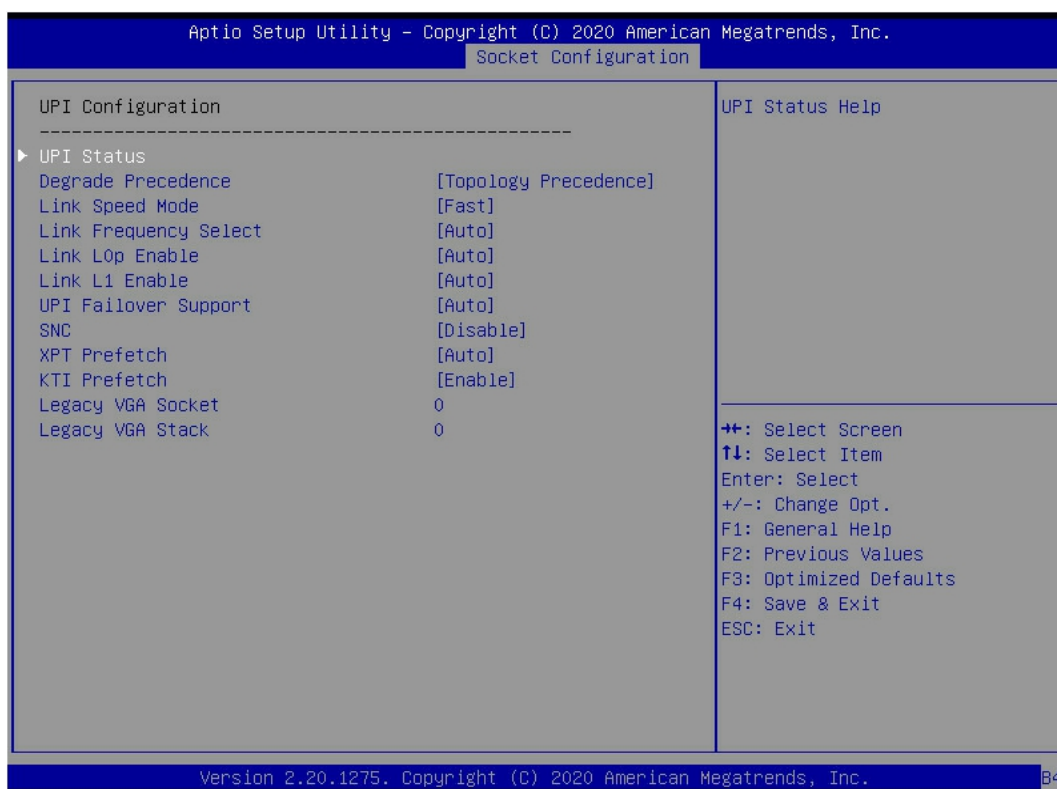 Aptio Setup Utility – Copyright (C) 2020 American Megatrends, Inc.
Socket Configuration
UPI Configuration
--------------------------------------------------
UPI Status
Degrade Precedence [Topology Precedence]
Link Speed Mode [Fast]
Link Frequency Select [Auto]
Link L0p Enable [Auto]
Link L1 Enable [Auto]
UPI Failover Support [Auto]
SNC [Disable]
XPT Prefetch [Auto]
KTI Prefetch [Enable]
Legacy VGA Socket 0
Legacy VGA Stack 0
UPI Status Help
→←: Select Screen
↑↓: Select Item
Enter: Select
+/-: Change Opt.
F1: General Help
F2: Previous Values
F3: Optimized Defaults
F4: Save & Exit
ESC: Exit
Version 2.20.1275. Copyright (C) 2020 American Megatrends, Inc.
B4